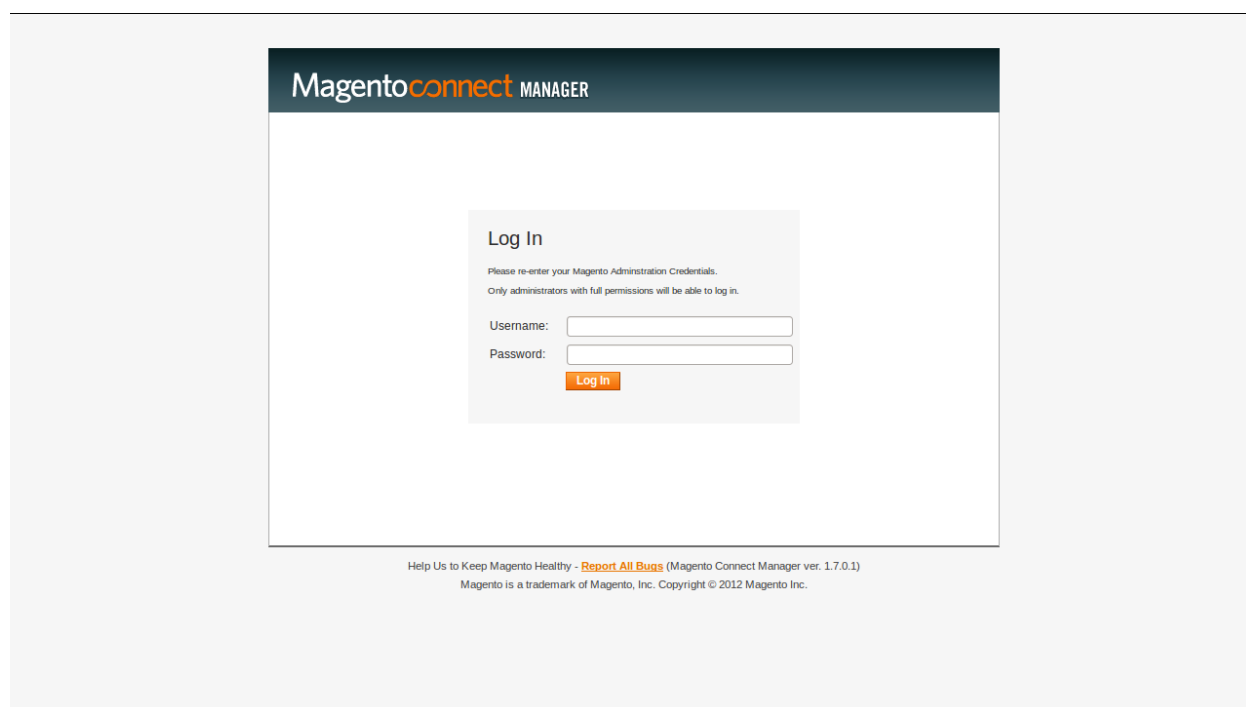 Magentoconnect MANAGER
Log In
Please re-enter your Magento Adminstration Credentials.
Only administrators with full permissions will be able to log in.
Username:
Password:
Log In
Help Us to Keep Magento Healthy - Report All Bugs (Magento Connect Manager ver. 1.7.0.1)
Magento is a trademark of Magento, Inc. Copyright © 2012 Magento Inc.